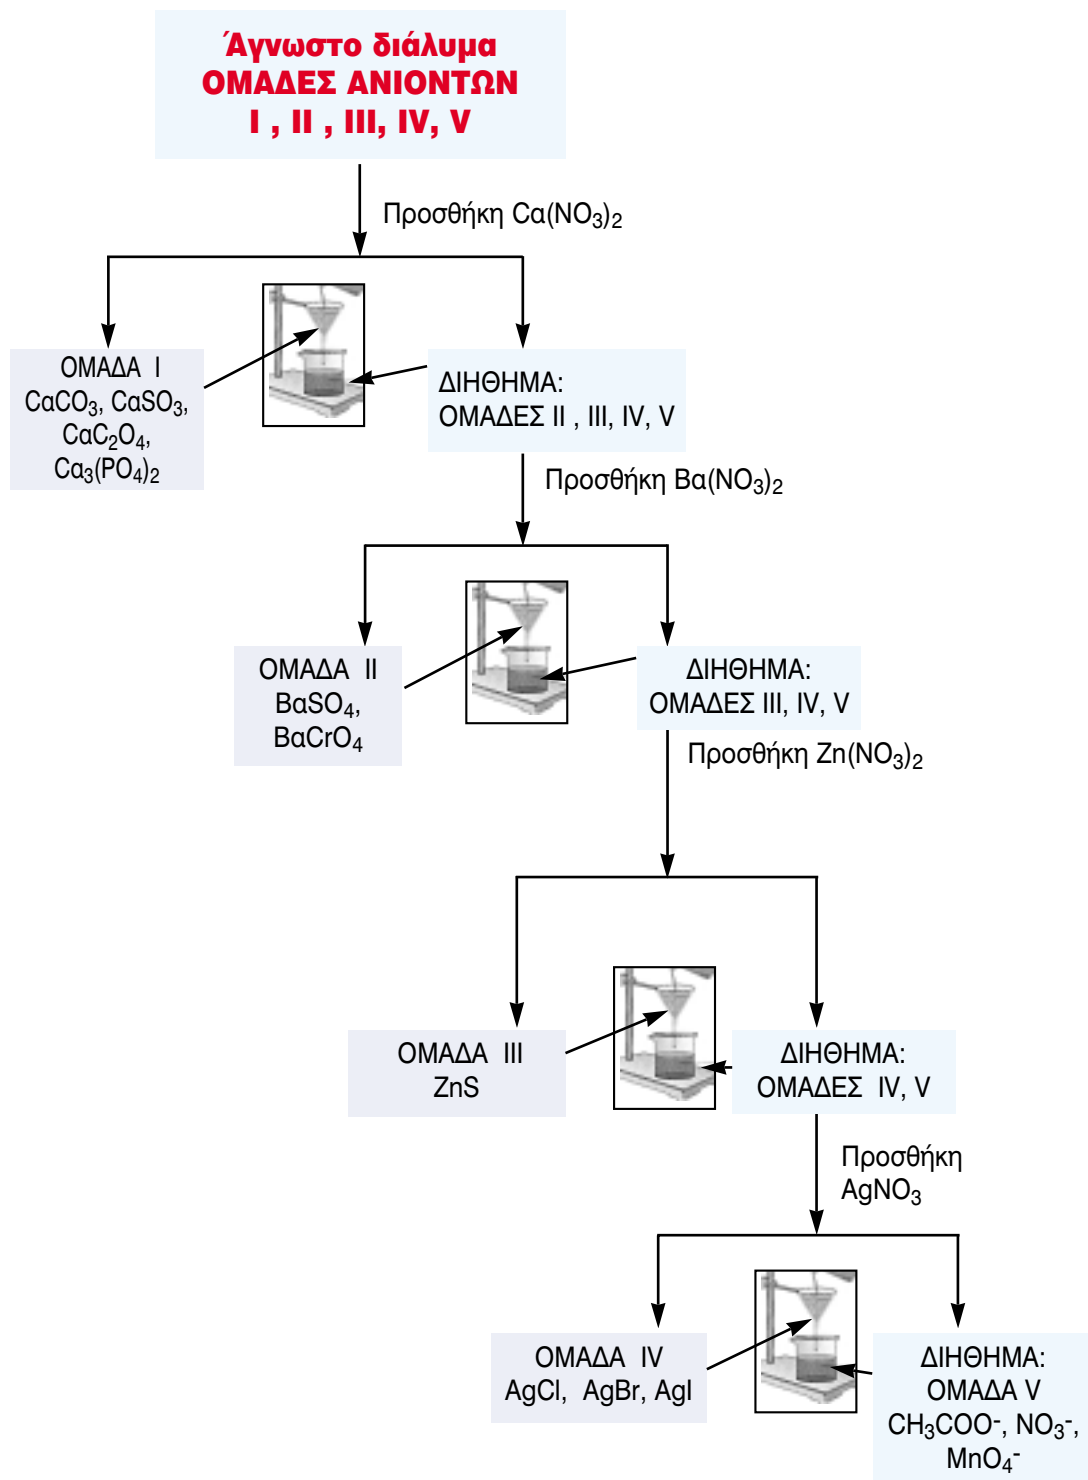 Άγνωστο διάλυμα
ΟΜΑΔΕΣ ΑΝΙΟΝΤΩΝ
I , II , III, IV, V
Προσθήκη Ca(NO₃)₂
ΟΜΑΔΑ I
CaCO₃, CaSO₃,
CaC₂O₄,
Ca₃(PO₄)₂
ΔΙΗΘΗΜΑ:
ΟΜΑΔΕΣ II , III, IV, V
Προσθήκη Ba(NO₃)₂
ΟΜΑΔΑ II
BaSO₄,
BaCrO₄
ΔΙΗΘΗΜΑ:
ΟΜΑΔΕΣ III, IV, V
Προσθήκη Zn(NO₃)₂
ΟΜΑΔΑ III
ZnS
ΔΙΗΘΗΜΑ:
ΟΜΑΔΕΣ IV, V
Προσθήκη
AgNO₃
ΟΜΑΔΑ IV
AgCl, AgBr, AgI
ΔΙΗΘΗΜΑ:
ΟΜΑΔΑ V
CH₃COO⁻, NO₃⁻,
MnO₄⁻